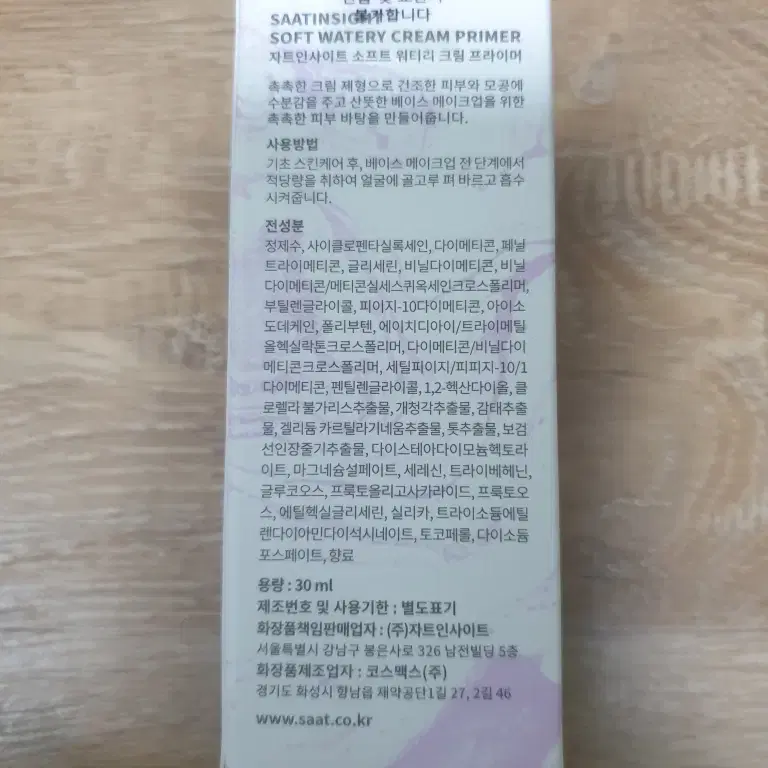 불가합니다
SAATINSIGHT
SOFT WATERY CREAM PRIMER
자트인사이트 소프트 워터리 크림 프라이머
촉촉한 크림 제형으로 건조한 피부와 모공에
수분감을 주고 산뜻한 베이스 메이크업을 위한
촉촉한 피부 바탕을 만들어줍니다.
사용방법
기초 스킨케어 후, 베이스 메이크업 전 단계에서
적당량을 취하여 얼굴에 골고루 펴 바르고 흡수
시켜줍니다.
전성분
정제수, 사이클로펜타실록세인, 다이메티콘, 페닐
트라이메티콘, 글리세린, 비닐다이메티콘, 비닐
다이메티콘/메티콘실세스퀴옥세인크로스폴리머,
부틸렌글라이콜, 피이지-10다이메티콘, 아이소
도데케인, 폴리부텐, 에이치디아이/트라이메틸
올헥실락톤크로스폴리머, 다이메티콘/비닐다이
메티콘크로스폴리머, 세틸피이지/피피지-10/1
다이메티콘, 펜틸렌글라이콜, 1,2-헥산다이올, 클
로렐라 불가리스추출물, 개청각추출물, 감태추출
물, 겔리듐 카르틸라기네움추출물, 톳추출물, 보검
선인장줄기추출물, 다이스테아다이모늄헥토라
이트, 마그네슘설페이트, 세레신, 트라이베헤닌,
글루코오스, 프룩토올리고사카라이드, 프룩토오
스, 에틸헥실글리세린, 실리카, 트라이소듐에틸
렌다이아민다이석시네이트, 토코페롤, 다이소듐
포스페이트, 향료
용량 : 30 ml
제조번호 및 사용기한 : 별도표기
화장품책임판매업자 : (주)자트인사이트
서울특별시 강남구 봉은사로 326 남전빌딩 5층
화장품제조업자 : 코스맥스(주)
경기도 화성시 향남읍 제약공단1길 27, 2길 46
www.saat.co.kr